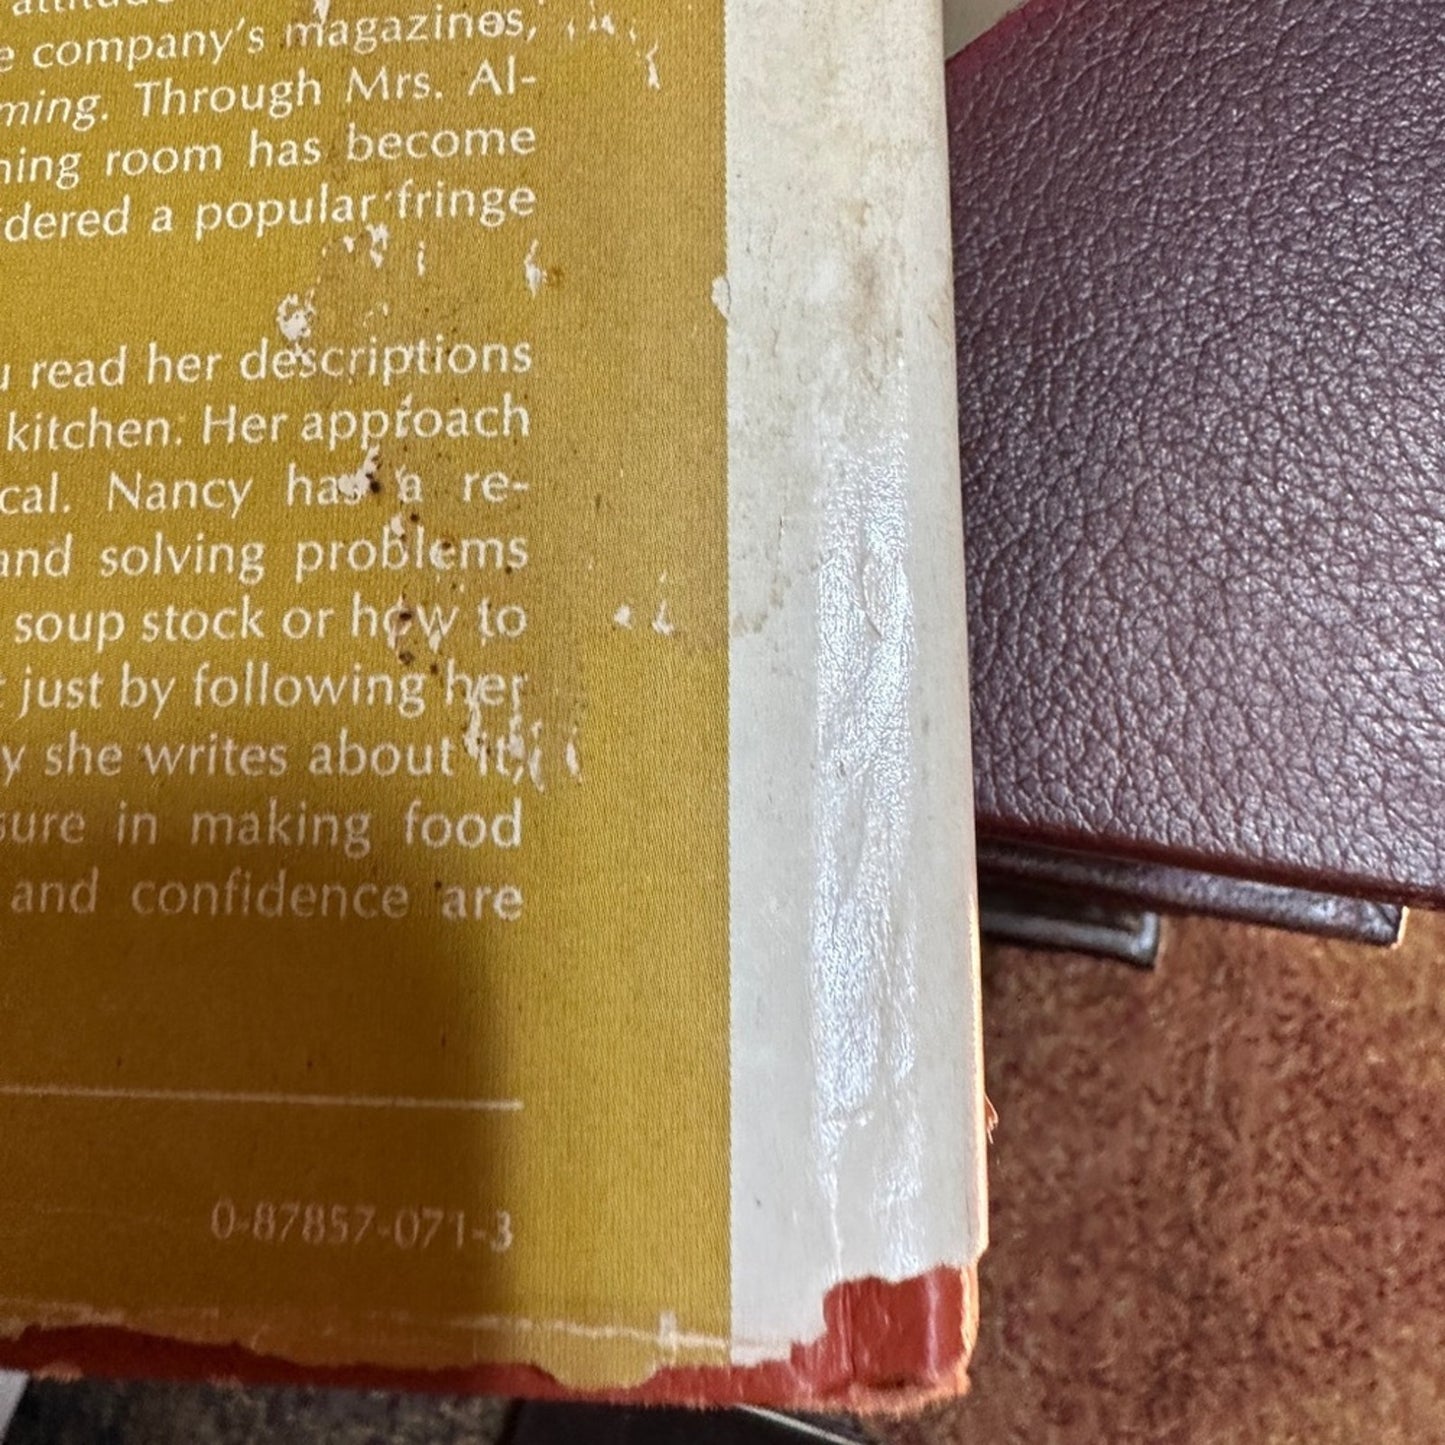 e company's magazines,
ming. Through Mrs. Al-
ning room has become
idered a popular fringe
u read her descriptions
kitchen. Her approach
cal. Nancy has a re-
and solving problems
soup stock or how to
t just by following her
y she writes about it,
sure in making food
and confidence are
0-87857-071-3